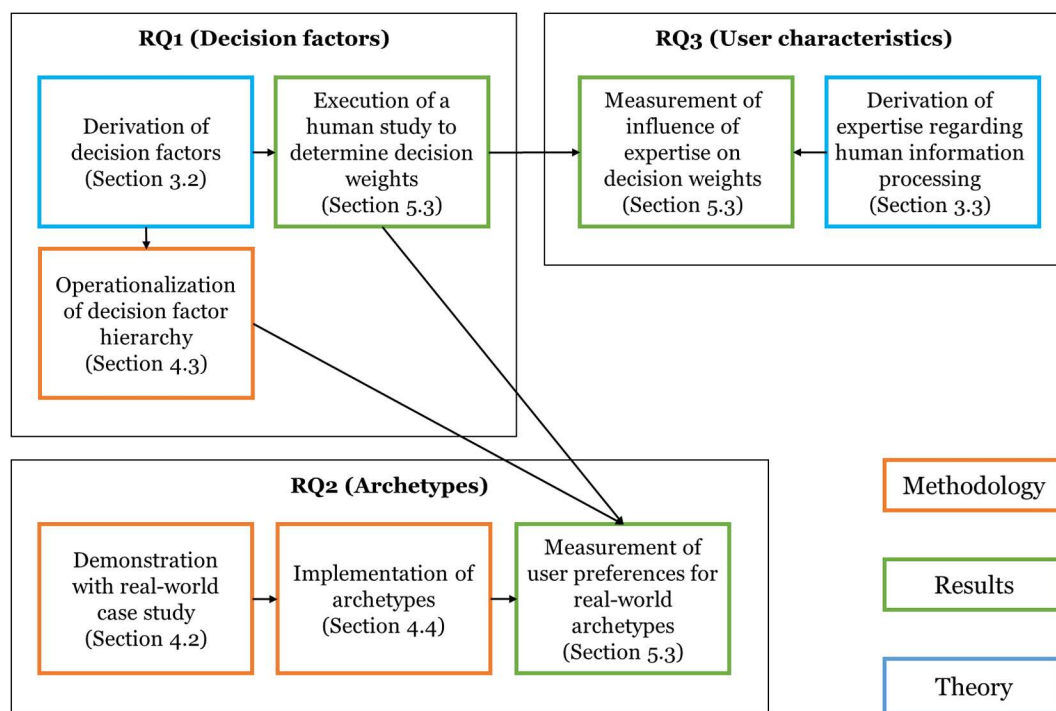 RQ1 (Decision factors)
Derivation of
decision factors
(Section 3.2)
Execution of a
human study to
determine decision
weights
(Section 5.3)
Operationalization
of decision factor
hierarchy
(Section 4.3)
RQ3 (User characteristics)
Measurement of
influence of
expertise on
decision weights
(Section 5.3)
Derivation of
expertise regarding
human information
processing
(Section 3.3)
RQ2 (Archetypes)
Demonstration
with real-world
case study
(Section 4.2)
Implementation of
archetypes
(Section 4.4)
Measurement of
user preferences for
real-world
archetypes
(Section 5.3)
Methodology
Results
Theory